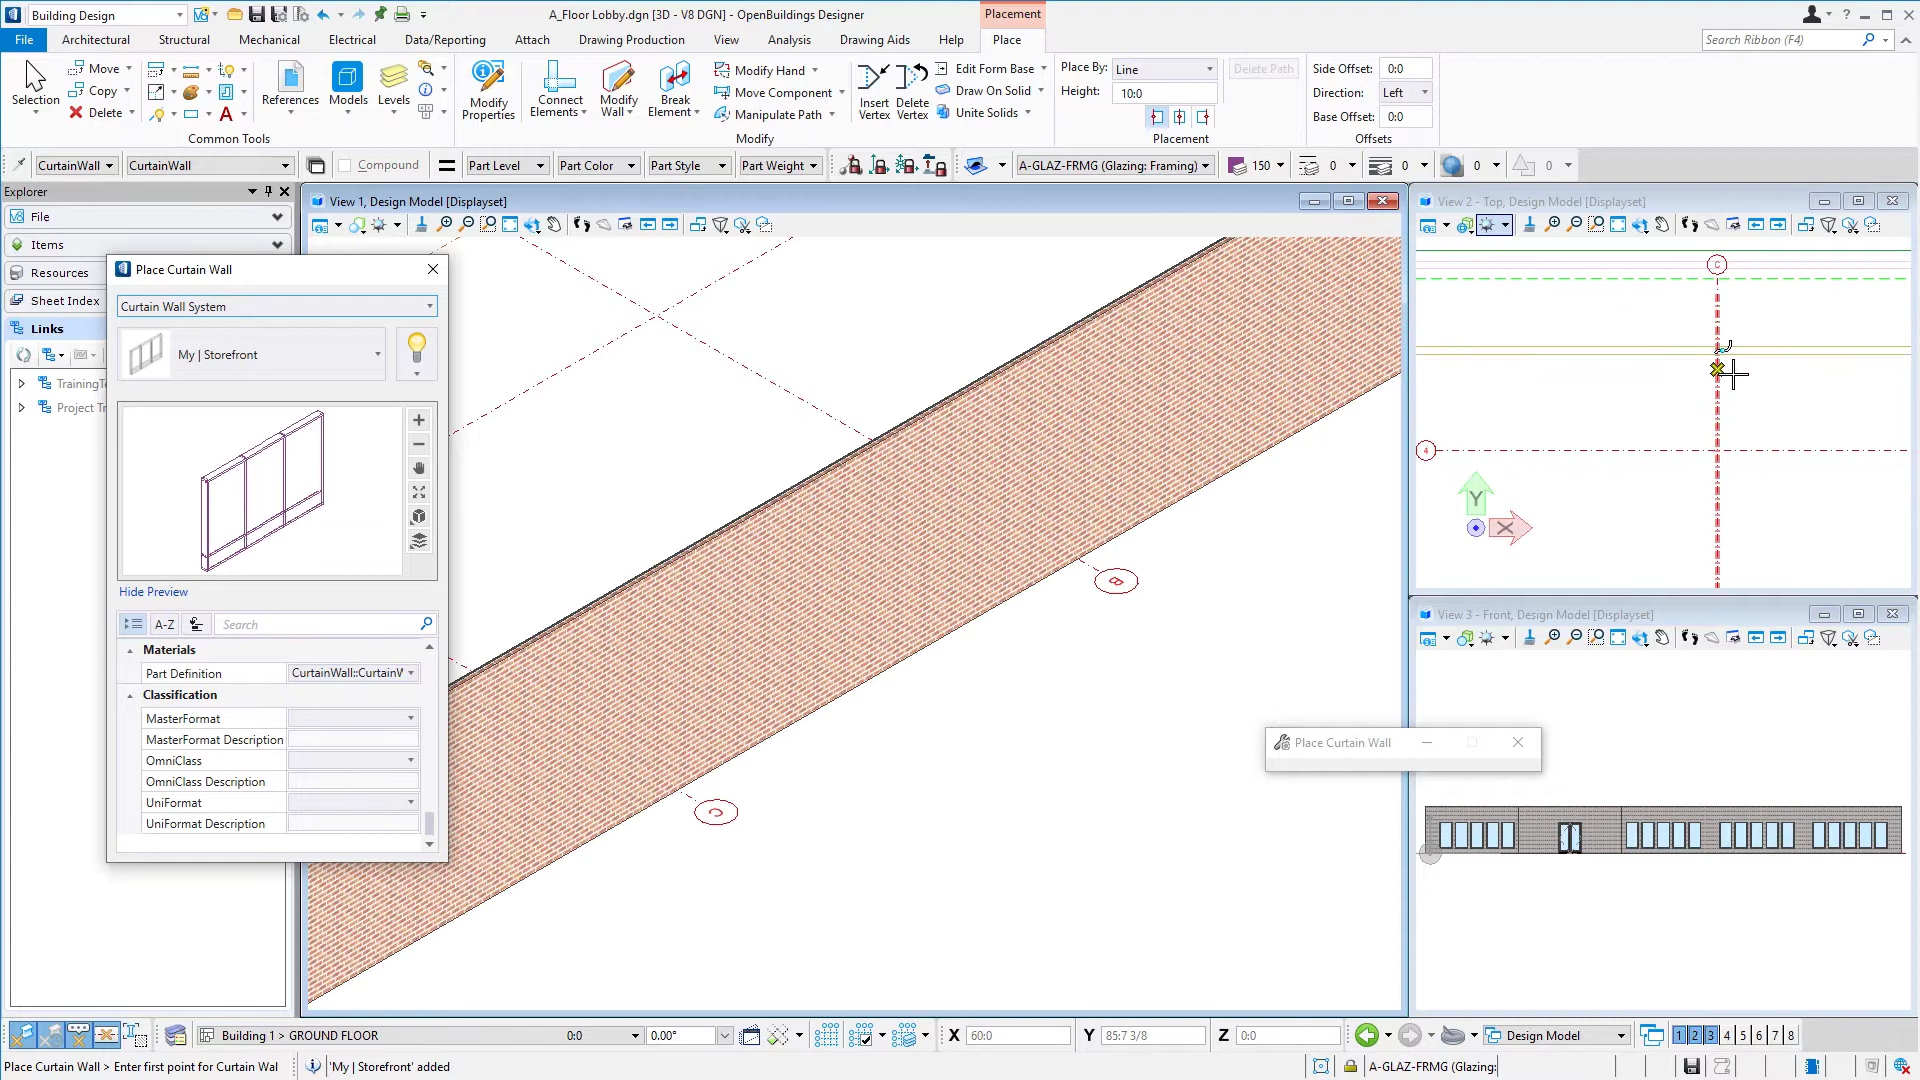 Building Design
A_Floor Lobby.dgn [3D - V8 DGN] - OpenBuildings Designer
Placement
File
Architectural
Structural
Mechanical
Electrical
Data/Reporting
Attach
Drawing Production
View
Analysis
Drawing Aids
Help
Place
Search Ribbon (F4)
Selection
Move
Copy
Delete
References
Models
Levels
Common Tools
Modify Properties
Connect Elements
Modify Wall
Break Element
Modify Hand
Move Component
Manipulate Path
Insert Vertex
Delete Vertex
Edit Form Base
Draw On Solid
Unite Solids
Modify
Place By: Line
Delete Path
Height: 10:0
Placement
Side Offset: 0:0
Direction: Left
Base Offset: 0:0
Offsets
CurtainWall
CurtainWall
Compound
Part Level
Part Color
Part Style
Part Weight
A-GLAZ-FRMG (Glazing: Framing)
150
0
0
0
0
Explorer
File
Items
Resources
Sheet Index
Links
TrainingTe
Project Tr
Place Curtain Wall
Curtain Wall System
My | Storefront
Hide Preview
A-Z
Search
Materials
Part Definition
CurtainWall::CurtainW
Classification
MasterFormat
MasterFormat Description
OmniClass
OmniClass Description
UniFormat
UniFormat Description
View 1, Design Model [Displayset]
B
C
View 2 - Top, Design Model [Displayset]
C
4
Y
X
View 3 - Front, Design Model [Displayset]
Place Curtain Wall
Building 1 > GROUND FLOOR
0:0
0.00°
X 60:0
Y 85:7 3/8
Z 0:0
Design Model
1 2 3 4 5 6 7 8
Place Curtain Wall > Enter first point for Curtain Wal
'My | Storefront' added
A-GLAZ-FRMG (Glazing: